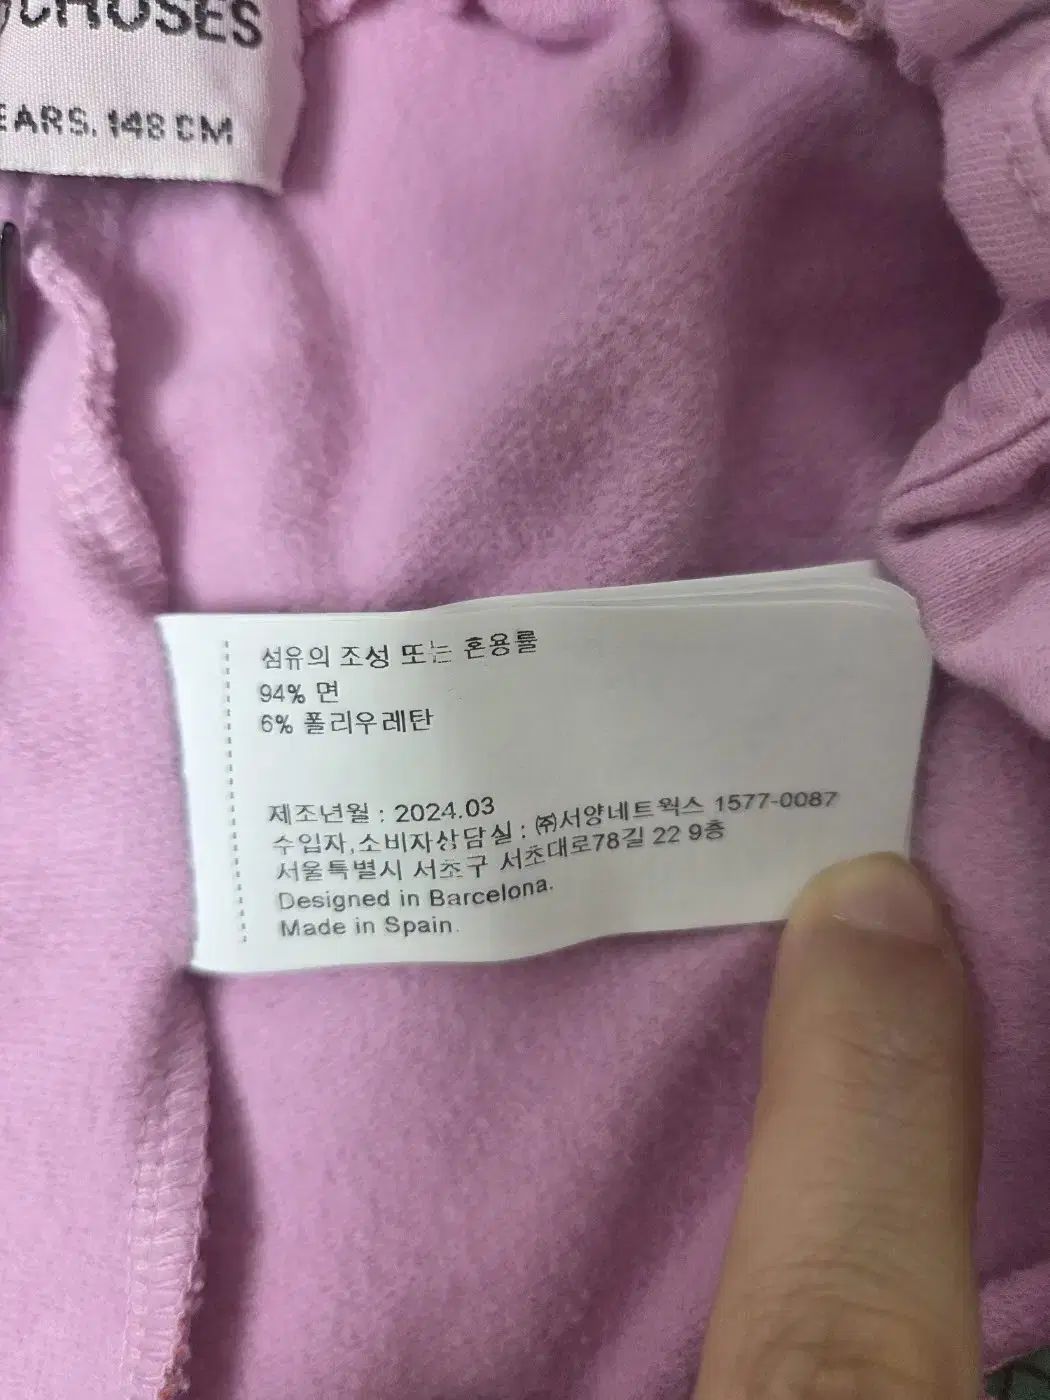 CHOSES
EARS. 148 CM
섬유의 조성 또는 혼용률
94% 면
6% 폴리우레탄
제조년월 : 2024.03
수입자,소비자상담실 : ㈜서양네트웍스 1577-0087
서울특별시 서초구 서초대로78길 22 9층
Designed in Barcelona.
Made in Spain.